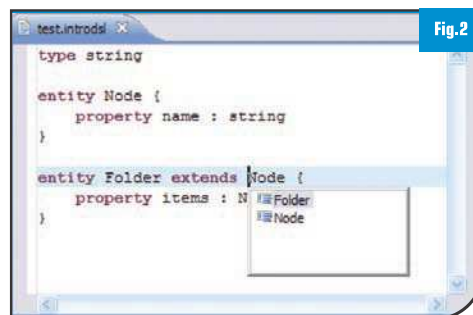 Fig.2
test.introdsl
type string
entity Node {
property name : string
}
entity Folder extends Node {
property items : N
Folder
Node
}